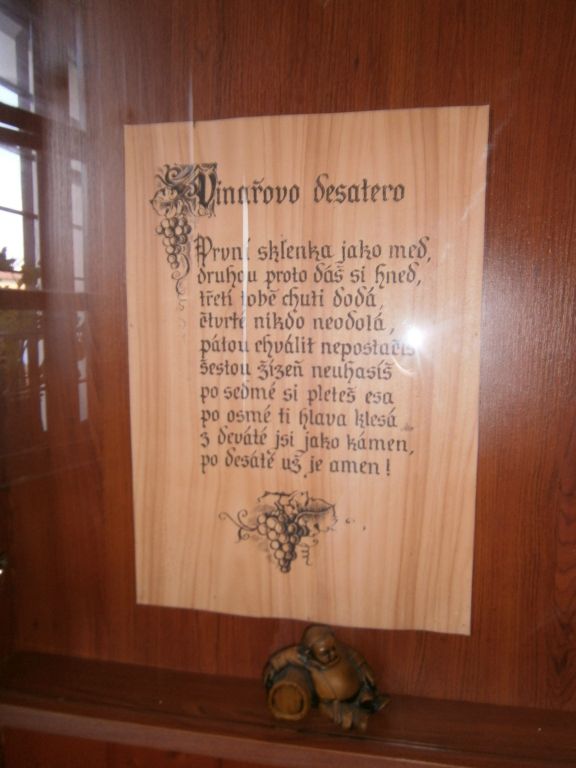 Vinařovo desatero
První sklenka jako med,
druhou proto dáš si hned,
třetí tobě chuti dodá,
čtvrté nikdo neodolá,
pátou chválit nepostačíš
šestou žízeň neuhasíš
po sedmé si pleteš esa
po osmé ti hlava klesá
z deváté jsi jako kámen,
po desáté už je amen!